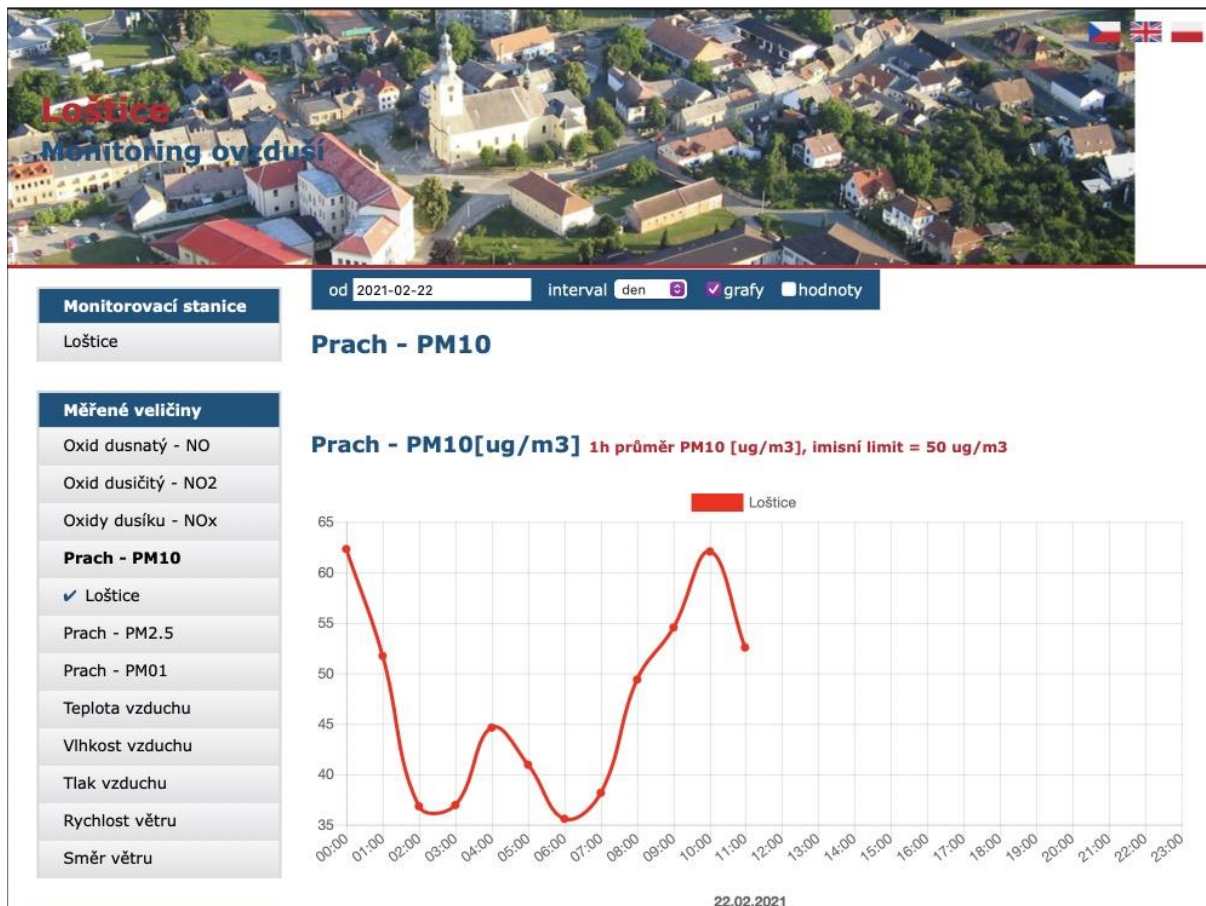 Loštice
Monitoring ovzduší
od 2021-02-22 interval den grafy hodnoty
Monitorovací stanice
Loštice
Měřené veličiny
Oxid dusnatý - NO
Oxid dusičitý - NO2
Oxidy dusíku - NOx
Prach - PM10
✔ Loštice
Prach - PM2.5
Prach - PM01
Teplota vzduchu
Vlhkost vzduchu
Tlak vzduchu
Rychlost větru
Směr větru
Prach - PM10
Prach - PM10[ug/m3] 1h průměr PM10 [ug/m3], imisní limit = 50 ug/m3
Loštice
65
60
55
50
45
40
35
00:00 01:00 02:00 03:00 04:00 05:00 06:00 07:00 08:00 09:00 10:00 11:00 12:00 13:00 14:00 15:00 16:00 17:00 18:00 19:00 20:00 21:00 22:00 23:00
22.02.2021